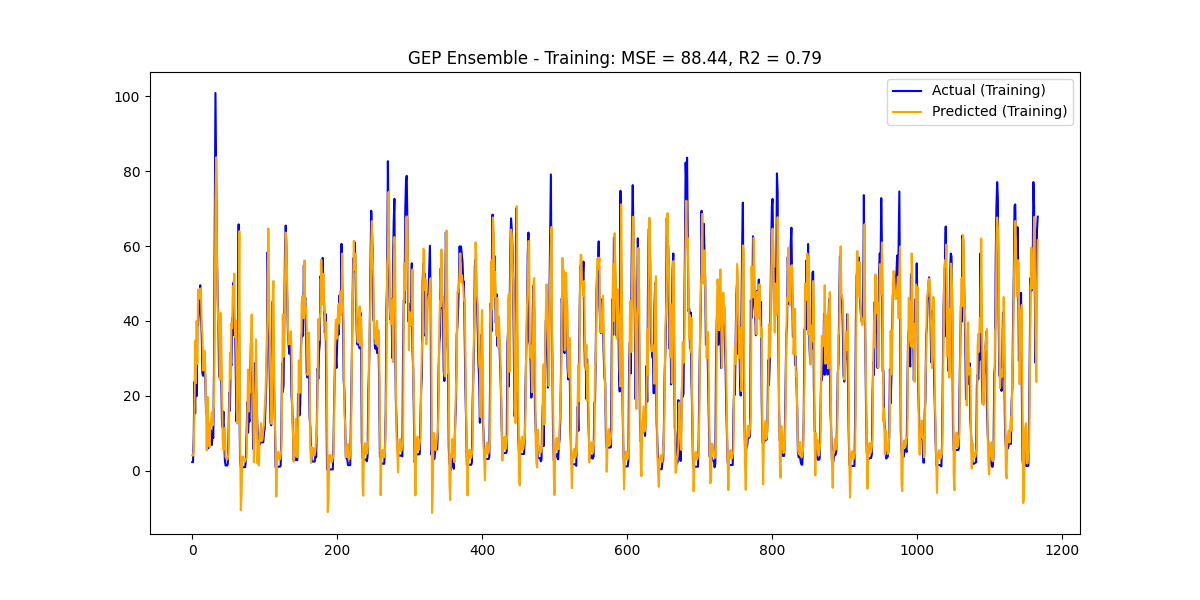 GEP Ensemble - Training: MSE = 88.44, R2 = 0.79
Actual (Training)
Predicted (Training)
100
80
60
40
20
0
0 200 400 600 800 1000 1200